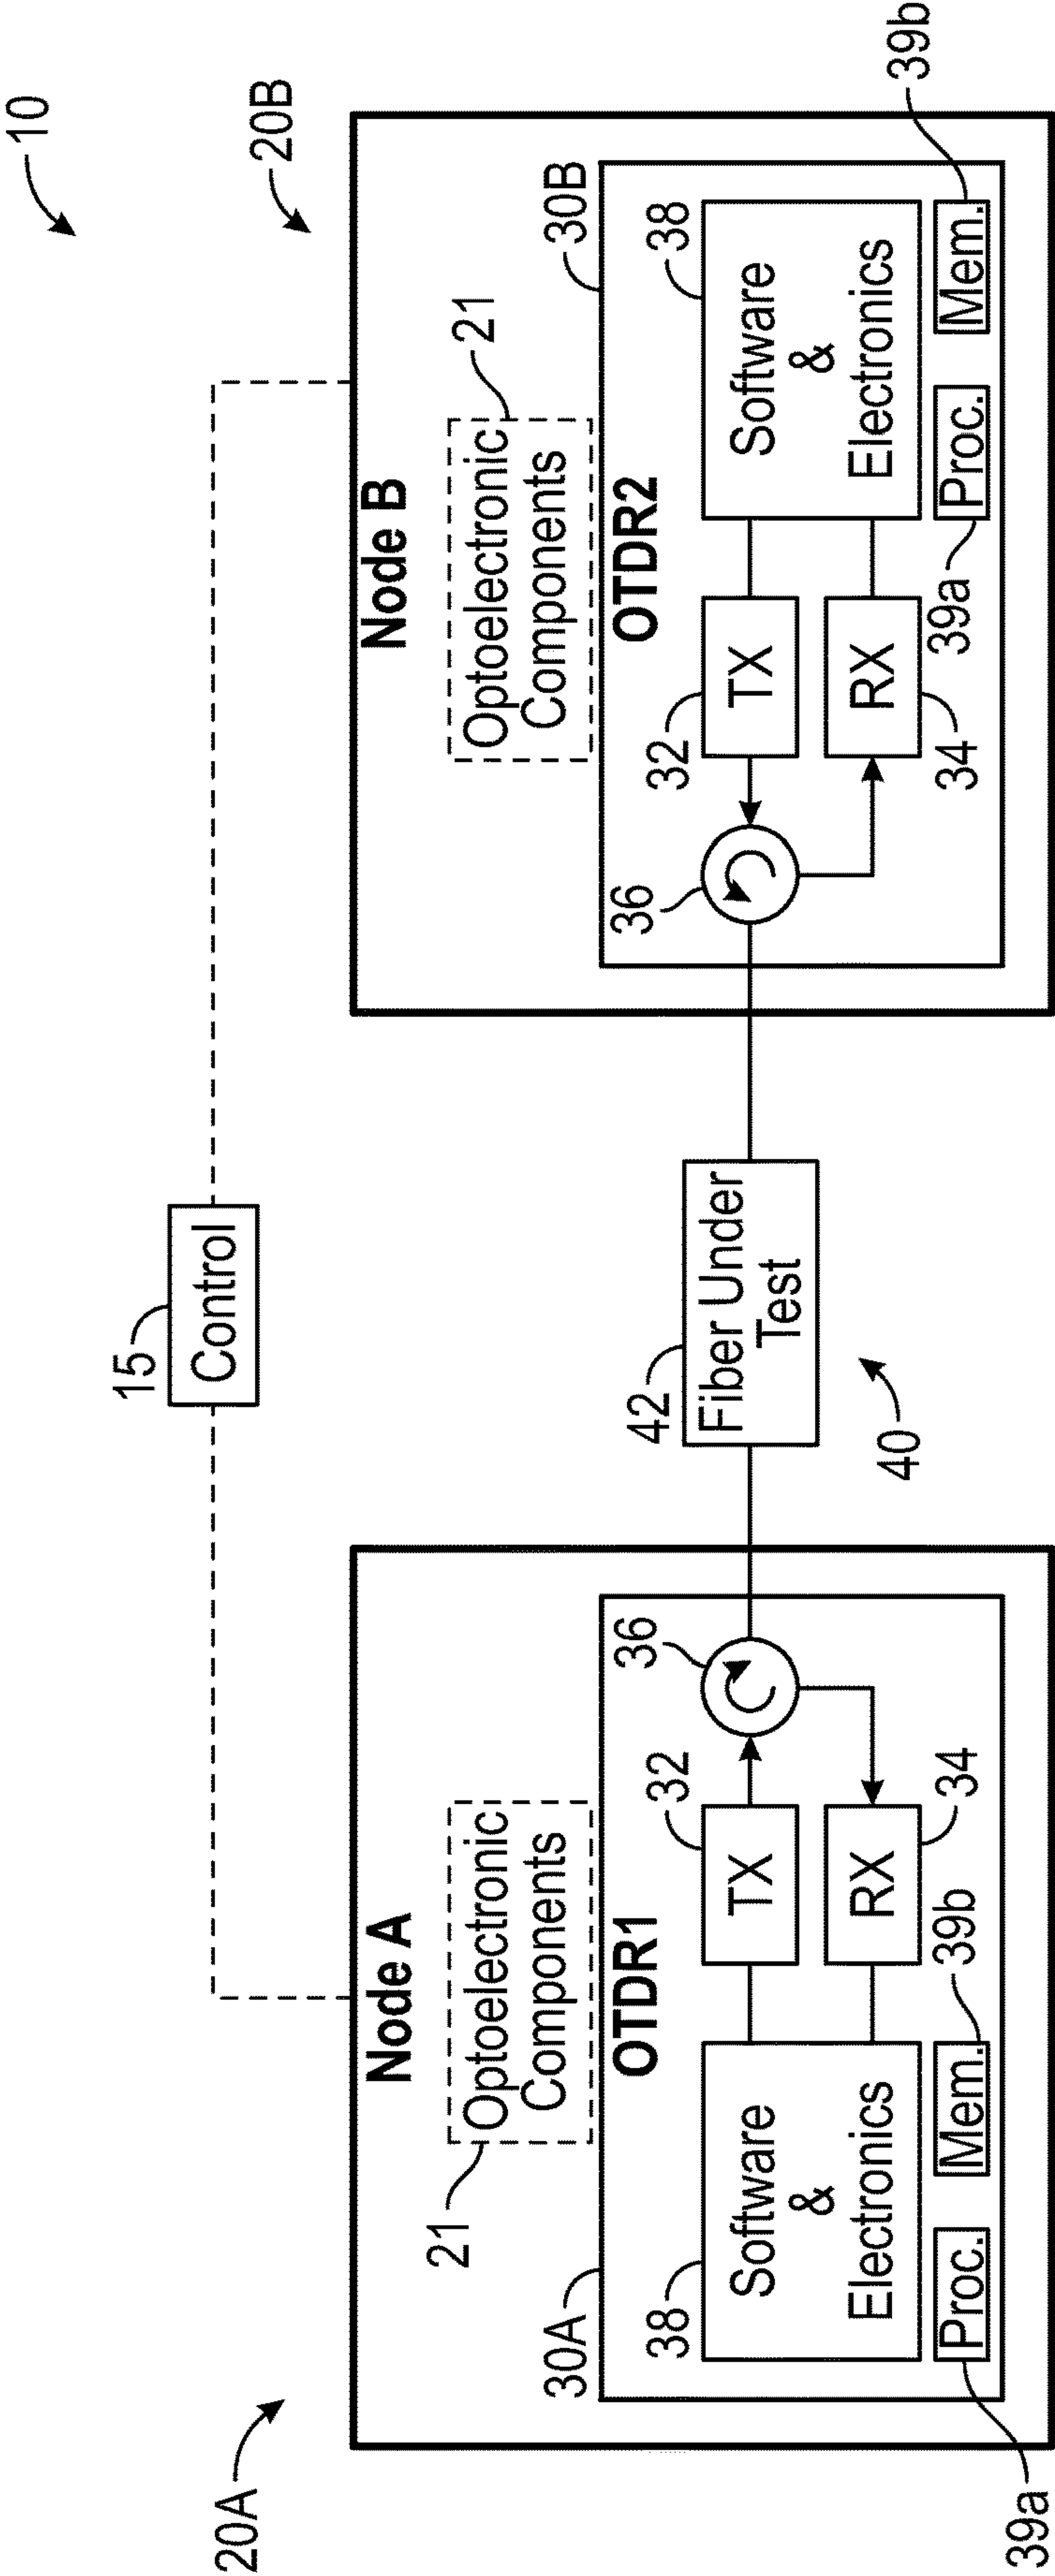 10
15
Control
20A
20B
Node A
21
Optoelectronic
Components
30A
OTDR1
38
Software
&
Electronics
32
TX
36
RX
34
Proc.
39a
Mem.
39b
42
Fiber Under
Test
40
Node B
Optoelectronic
Components
21
30B
OTDR2
36
32
TX
38
Software
&
Electronics
RX
34
39a
Proc.
Mem.
39b